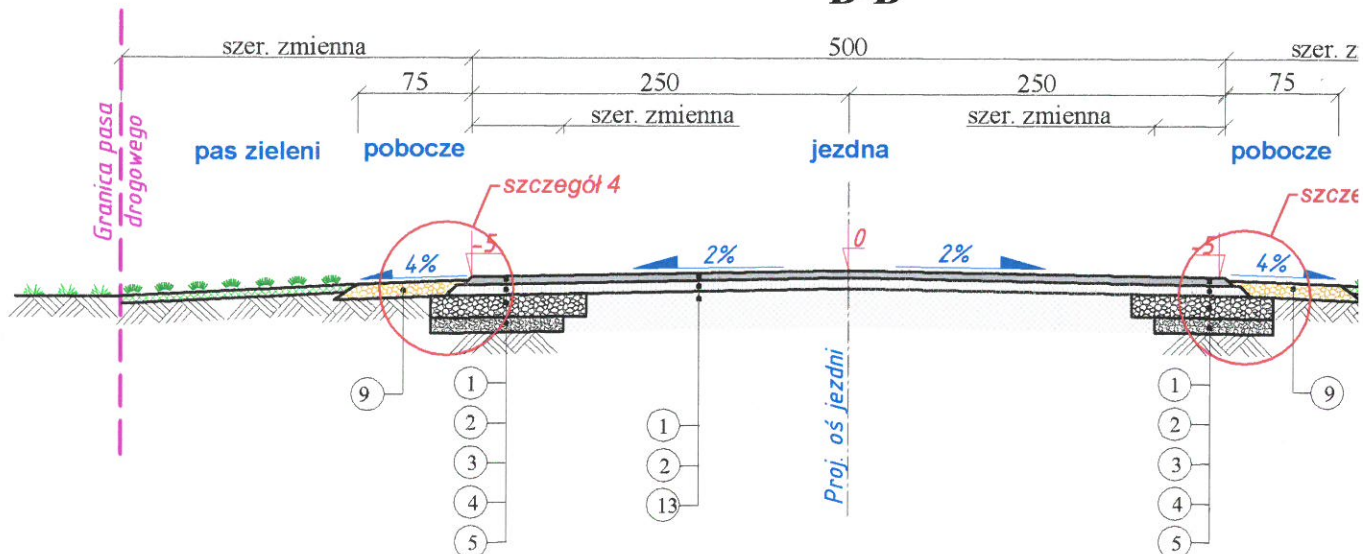 B-B
szer. zmienna
500
szer. z
75
250
250
75
szer. zmienna
szer. zmienna
Granica pasa
drogowego
pas zieleni
pobocze
jezdna
pobocze
szczegół 4
szcze
4%
-5
2%
0
2%
-5
4%
9
1
2
3
4
5
1
2
13
Proj. oś jezdni
1
2
3
4
5
9